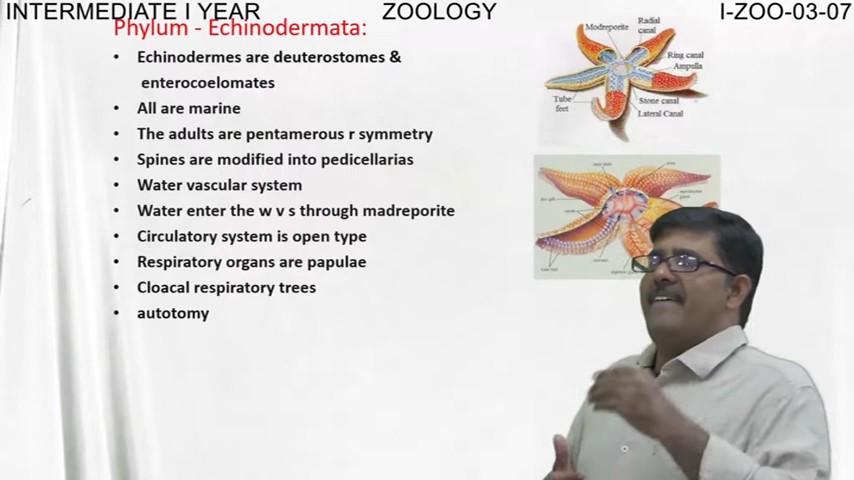 INTERMEDIATE I YEAR ZOOLOGY I-ZOO-03-07
Phylum - Echinodermata:
• Echinodermes are deuterostomes &
enterocoelomates
• All are marine
• The adults are pentamerous r symmetry
• Spines are modified into pedicellarias
• Water vascular system
• Water enter the w v s through madreporite
• Circulatory system is open type
• Respiratory organs are papulae
• Cloacal respiratory trees
• autotomy
Modreporite
Radial
canal
Ring canal
Ampulla
Tube
feet
Stone canal
Lateral Canal